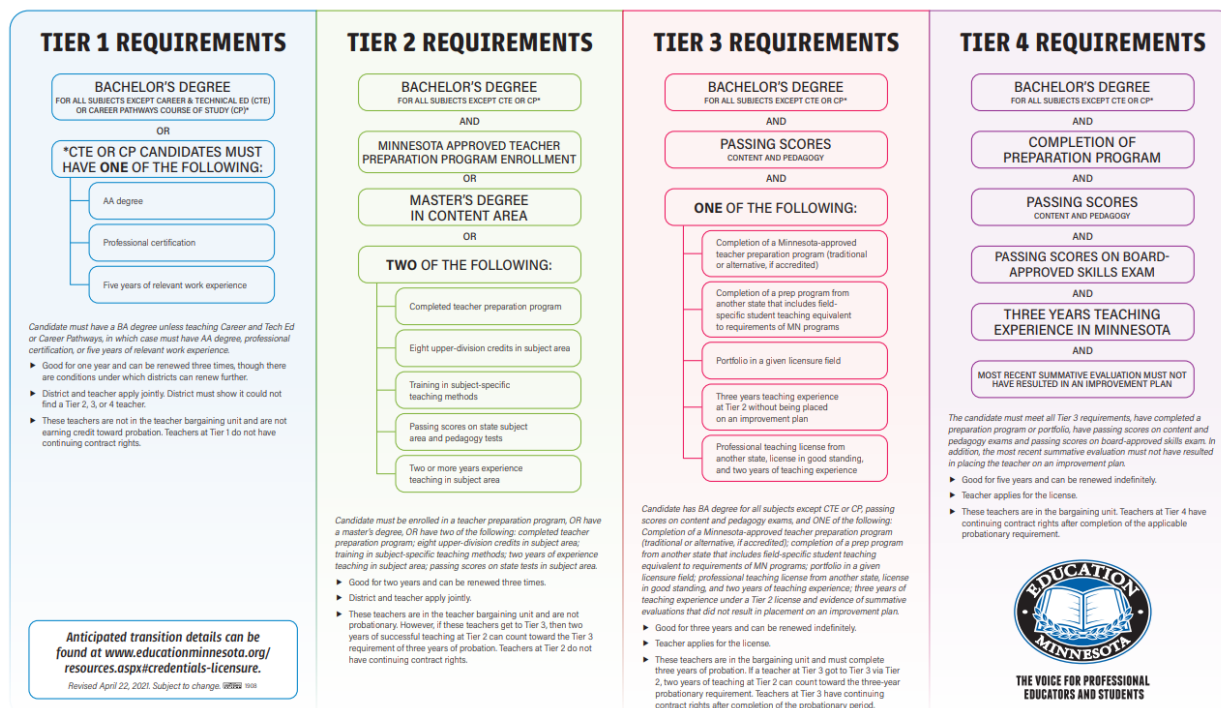 TIER 1 REQUIREMENTS
BACHELOR'S DEGREE
FOR ALL SUBJECTS EXCEPT CAREER & TECHNICAL ED (CTE)
OR CAREER PATHWAYS COURSE OF STUDY (CP)*
OR
*CTE OR CP CANDIDATES MUST
HAVE ONE OF THE FOLLOWING:
AA degree
Professional certification
Five years of relevant work experience
Candidate must have a BA degree unless teaching Career and Tech Ed
or Career Pathways, in which case must have AA degree, professional
certification, or five years of relevant work experience.
► Good for one year and can be renewed three times, though there
are conditions under which districts can renew further.
► District and teacher apply jointly. District must show it could not
find a Tier 2, 3, or 4 teacher.
► These teachers are not in the teacher bargaining unit and are not
earning credit toward probation. Teachers at Tier 1 do not have
continuing contract rights.
Anticipated transition details can be
found at www.educationminnesota.org/
resources.aspx#credentials-licensure.
Revised April 22, 2021. Subject to change. 1908
TIER 2 REQUIREMENTS
BACHELOR'S DEGREE
FOR ALL SUBJECTS EXCEPT CTE OR CP*
AND
MINNESOTA APPROVED TEACHER
PREPARATION PROGRAM ENROLLMENT
OR
MASTER'S DEGREE
IN CONTENT AREA
OR
TWO OF THE FOLLOWING:
Completed teacher preparation program
Eight upper-division credits in subject area
Training in subject-specific
teaching methods
Passing scores on state subject
area and pedagogy tests
Two or more years experience
teaching in subject area
Candidate must be enrolled in a teacher preparation program, OR have
a master's degree, OR have two of the following: completed teacher
preparation program; eight upper-division credits in subject area;
training in subject-specific teaching methods; two years of experience
teaching in subject area; passing scores on state tests in subject area.
► Good for two years and can be renewed three times.
► District and teacher apply jointly.
► These teachers are in the teacher bargaining unit and are not
probationary. However, if these teachers get to Tier 3, then two
years of successful teaching at Tier 2 can count toward the Tier 3
requirement of three years of probation. Teachers at Tier 2 do not
have continuing contract rights.
TIER 3 REQUIREMENTS
BACHELOR'S DEGREE
FOR ALL SUBJECTS EXCEPT CTE OR CP*
AND
PASSING SCORES
CONTENT AND PEDAGOGY
AND
ONE OF THE FOLLOWING:
Completion of a Minnesota-approved
teacher preparation program (traditional
or alternative, if accredited)
Completion of a prep program from
another state that includes field-
specific student teaching equivalent
to requirements of MN programs
Portfolio in a given licensure field
Three years teaching experience
at Tier 2 without being placed
on an improvement plan
Professional teaching license from
another state, license in good standing,
and two years of teaching experience
Candidate has BA degree for all subjects except CTE or CP, passing
scores on content and pedagogy exams, and ONE of the following:
Completion of a Minnesota-approved teacher preparation program
(traditional or alternative, if accredited); completion of a prep program
from another state that includes field-specific student teaching
equivalent to requirements of MN programs; portfolio in a given
licensure field; professional teaching license from another state, license
in good standing, and two years of teaching experience; three years of
teaching experience under a Tier 2 license and evidence of summative
evaluations that did not result in placement on an improvement plan.
► Good for three years and can be renewed indefinitely.
► Teacher applies for the license.
► These teachers are in the bargaining unit and must complete
three years of probation. If a teacher at Tier 3 got to Tier 3 via Tier
2, two years of teaching at Tier 2 can count toward the three-year
probationary requirement. Teachers at Tier 3 have continuing
contract rights after completion of the probationary period.
TIER 4 REQUIREMENTS
BACHELOR'S DEGREE
FOR ALL SUBJECTS EXCEPT CTE OR CP*
AND
COMPLETION OF
PREPARATION PROGRAM
AND
PASSING SCORES
CONTENT AND PEDAGOGY
AND
PASSING SCORES ON BOARD-
APPROVED SKILLS EXAM
AND
THREE YEARS TEACHING
EXPERIENCE IN MINNESOTA
AND
MOST RECENT SUMMATIVE EVALUATION MUST NOT
HAVE RESULTED IN AN IMPROVEMENT PLAN
The candidate must meet all Tier 3 requirements, have completed a
preparation program or portfolio, have passing scores on content and
pedagogy exams and passing scores on board-approved skills exam. In
addition, the most recent summative evaluation must not have resulted
in placing the teacher on an improvement plan.
► Good for five years and can be renewed indefinitely.
► Teacher applies for the license.
► These teachers are in the bargaining unit. Teachers at Tier 4 have
continuing contract rights after completion of the applicable
probationary requirement.
EDUCATION
MINNESOTA
THE VOICE FOR PROFESSIONAL
EDUCATORS AND STUDENTS